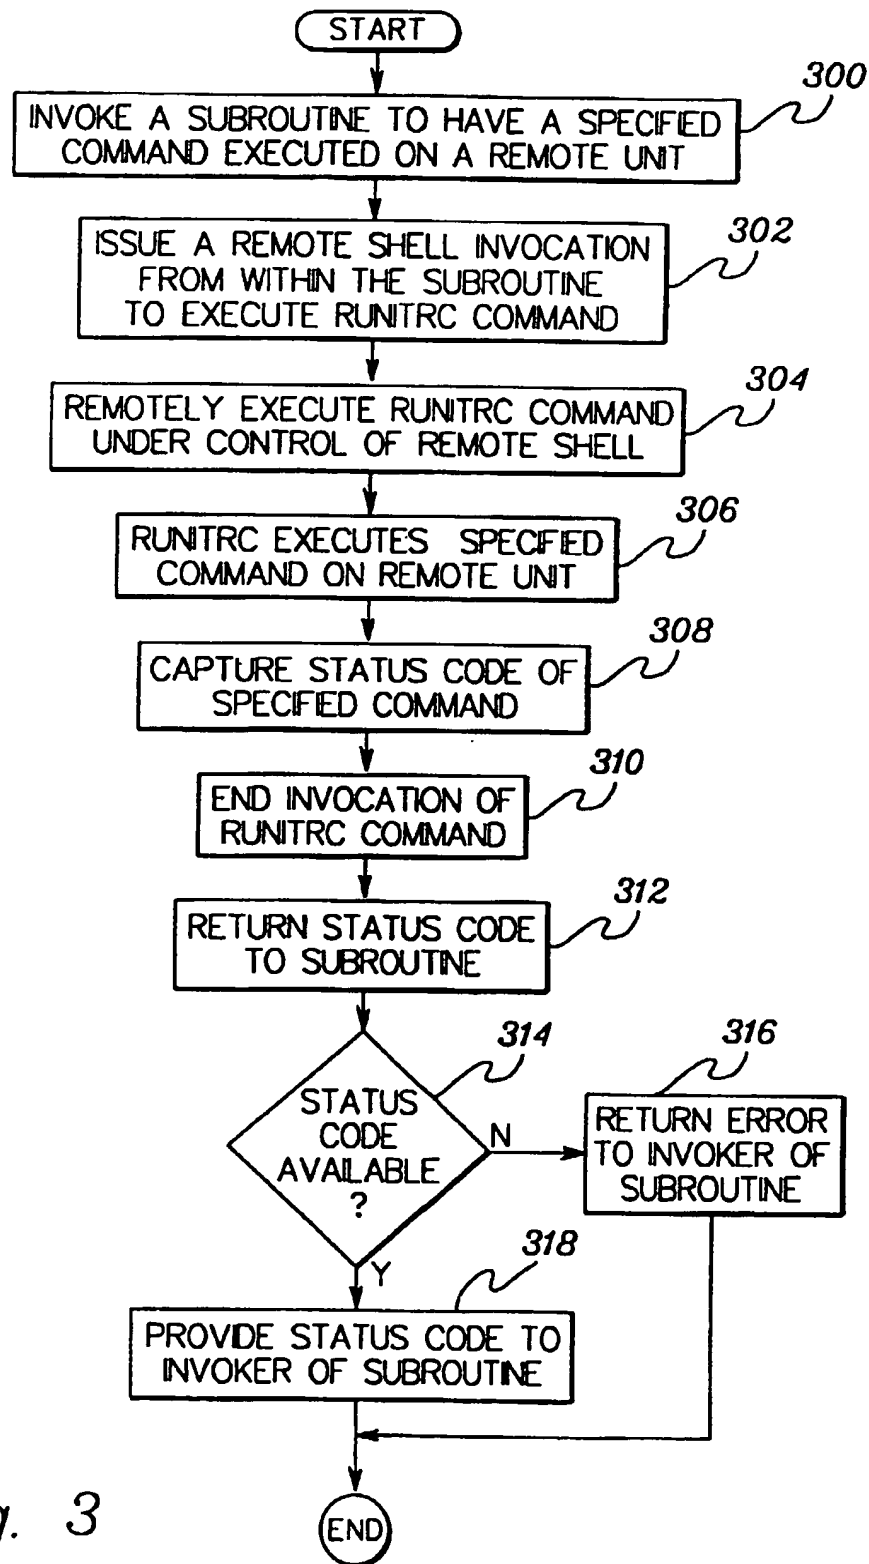 START
300
INVOKE A SUBROUTINE TO HAVE A SPECIFIED
COMMAND EXECUTED ON A REMOTE UNIT
302
ISSUE A REMOTE SHELL INVOCATION
FROM WITHIN THE SUBROUTINE
TO EXECUTE RUNITRC COMMAND
304
REMOTELY EXECUTE RUNITRC COMMAND
UNDER CONTROL OF REMOTE SHELL
306
RUNITRC EXECUTES SPECIFIED
COMMAND ON REMOTE UNIT
308
CAPTURE STATUS CODE OF
SPECIFIED COMMAND
310
END INVOCATION OF
RUNITRC COMMAND
312
RETURN STATUS CODE
TO SUBROUTINE
314
STATUS
CODE
AVAILABLE
?
N
316
RETURN ERROR
TO INVOKER OF
SUBROUTINE
Y
318
PROVIDE STATUS CODE TO
INVOKER OF SUBROUTINE
END
g. 3